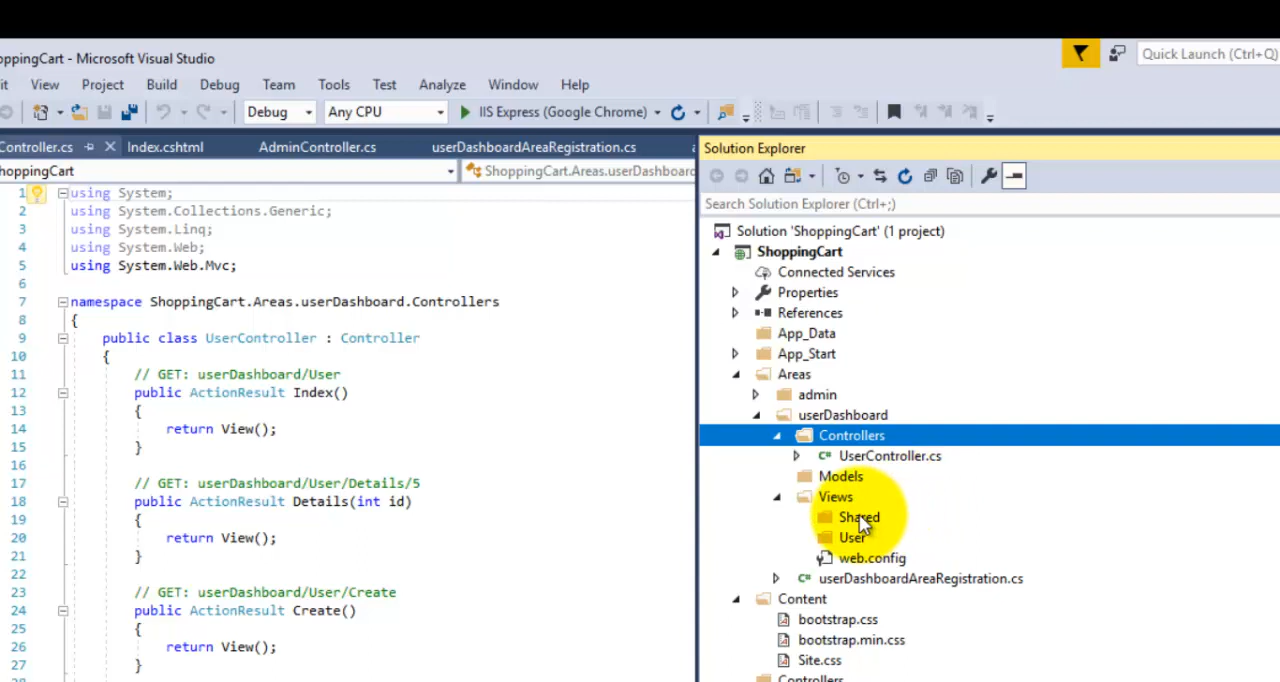 oppingCart - Microsoft Visual Studio
Quick Launch (Ctrl+Q)
it View Project Build Debug Team Tools Test Analyze Window Help
Debug Any CPU IIS Express (Google Chrome)
Controller.cs Index.cshtml AdminController.cs userDashboardAreaRegistration.cs
hoppingCart ShoppingCart.Areas.userDashboard
1 using System;
2 using System.Collections.Generic;
3 using System.Linq;
4 using System.Web;
5 using System.Web.Mvc;
6
7 namespace ShoppingCart.Areas.userDashboard.Controllers
8 {
9 public class UserController : Controller
10 {
11 // GET: userDashboard/User
12 public ActionResult Index()
13 {
14 return View();
15 }
16
17 // GET: userDashboard/User/Details/5
18 public ActionResult Details(int id)
19 {
20 return View();
21 }
22
23 // GET: userDashboard/User/Create
24 public ActionResult Create()
25 {
26 return View();
27 }
Solution Explorer
Search Solution Explorer (Ctrl+;)
Solution 'ShoppingCart' (1 project)
ShoppingCart
Connected Services
Properties
References
App_Data
App_Start
Areas
admin
userDashboard
Controllers
UserController.cs
Models
Views
Shared
User
web.config
userDashboardAreaRegistration.cs
Content
bootstrap.css
bootstrap.min.css
Site.css
Controllers